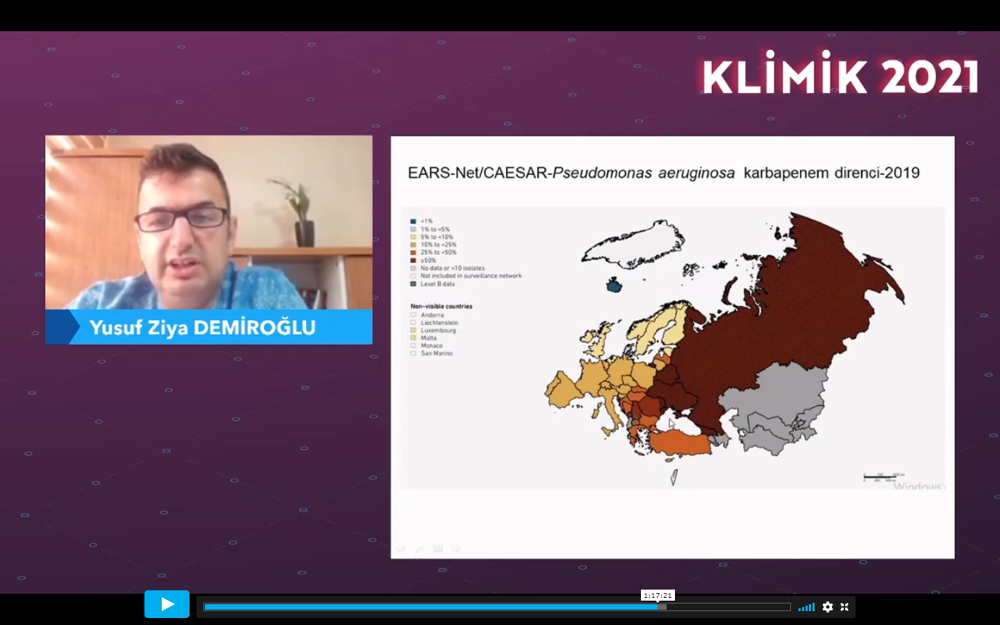 KLİMİK 2021
EARS-Net/CAESAR-Pseudomonas aeruginosa karbapenem direnci-2019
<1%
1% to <5%
5% to <10%
10% to <25%
25% to <50%
≥50%
No data or <10 isolates
Not included in surveillance network
Level B data
Non-visible countries
Andorra
Liechtenstein
Luxembourg
Malta
Monaco
San Marino
Yusuf Ziya DEMİROĞLU
Windows'
1:17:21